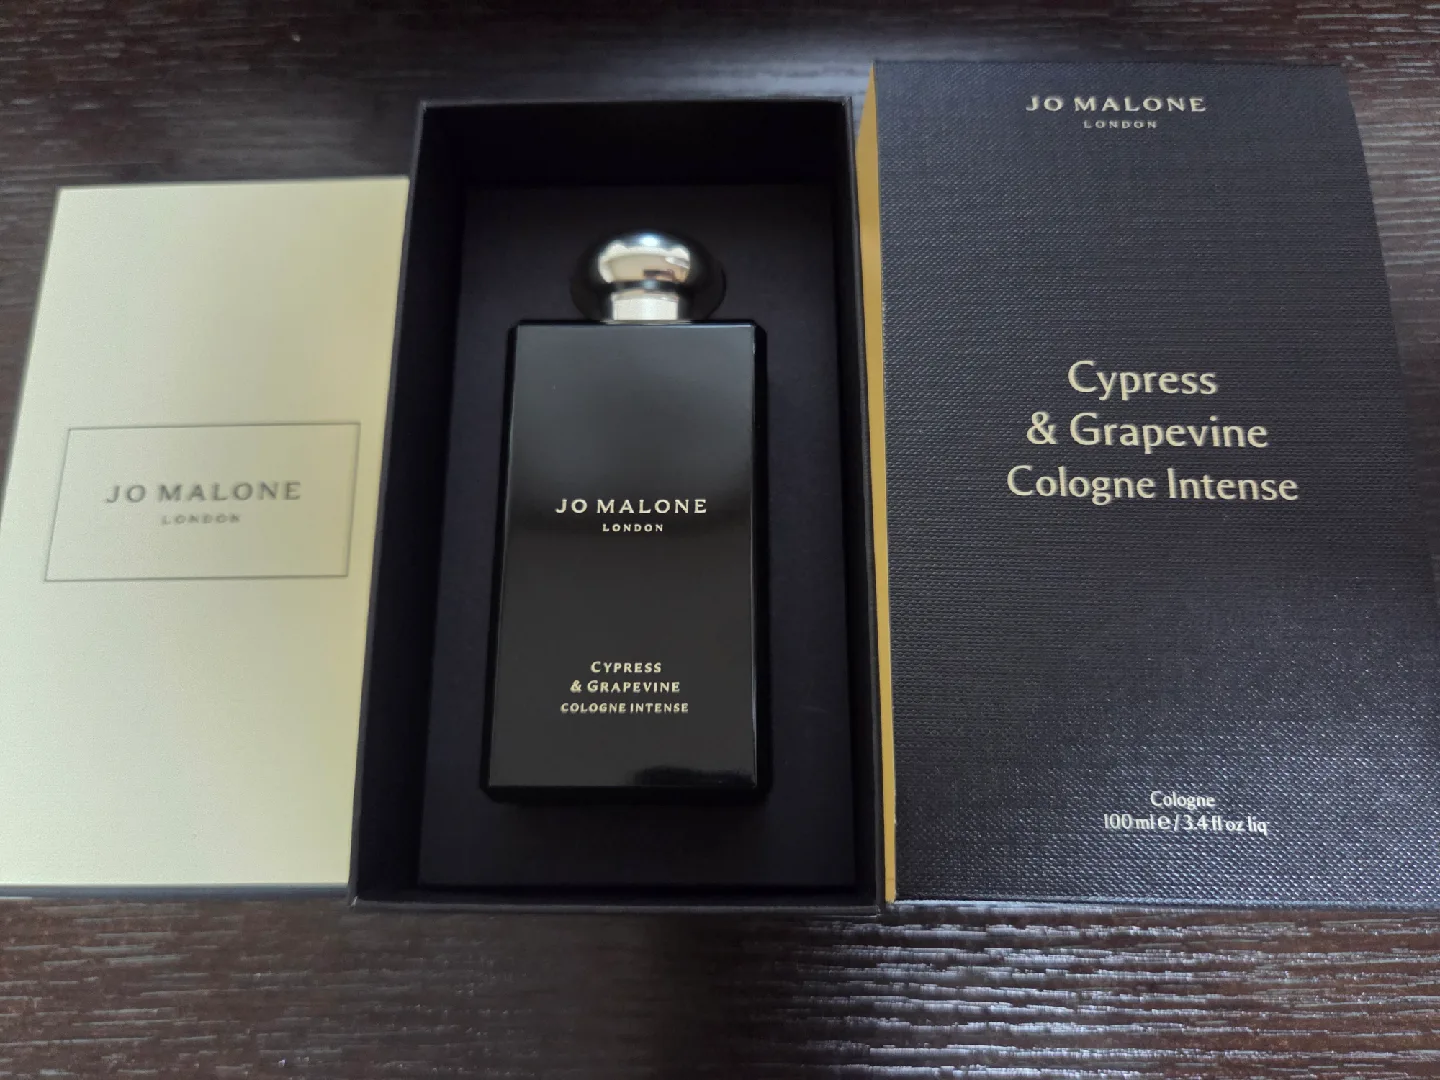 JO MALONE
LONDON
JO MALONE
LONDON
CYPRESS
& GRAPEVINE
COLOGNE INTENSE
JO MALONE
LONDON
Cypress
& Grapevine
Cologne Intense
Cologne
100 ml ℮ / 3.4 fl oz liq